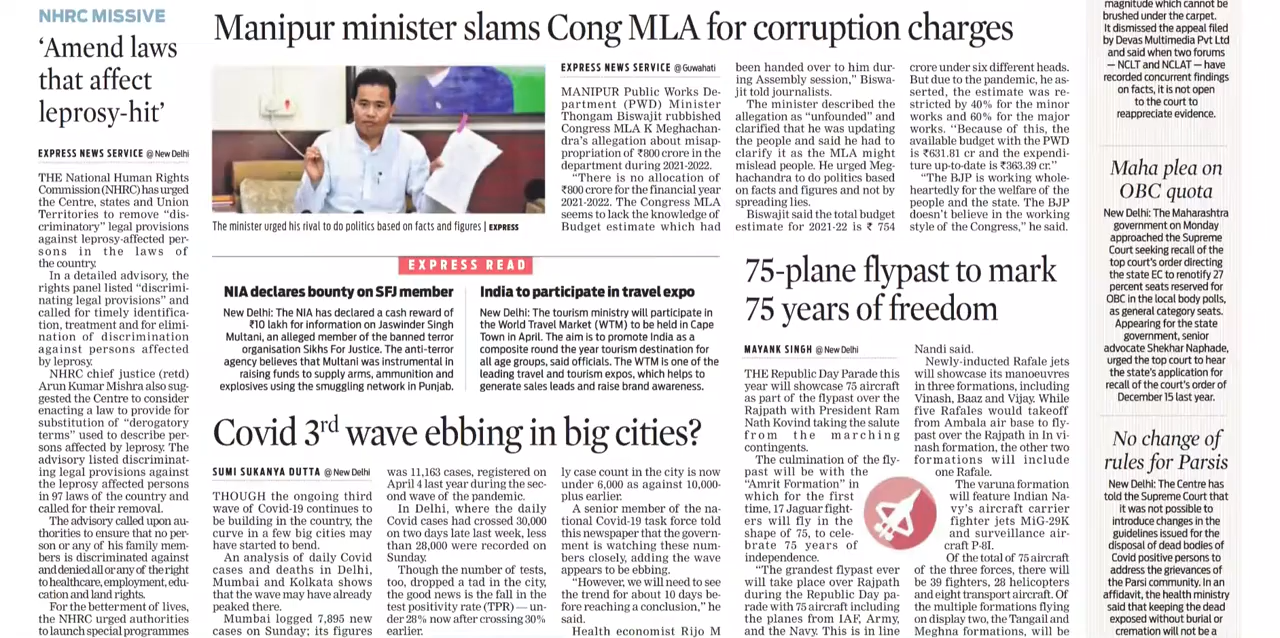 NHRC MISSIVE
‘Amend laws
that affect
leprosy-hit’
EXPRESS NEWS SERVICE @ New Delhi
THE National Human Rights
Commission (NHRC) has urged
the Centre, states and Union
Territories to remove “dis-
criminatory” legal provisions
against leprosy-affected per-
sons in the laws of
the country.
In a detailed advisory, the
rights panel listed “discrimi-
nating legal provisions” and
called for timely identifica-
tion, treatment and for elimi-
nation of discrimination
against persons affected
by leprosy.
NHRC chief justice (retd)
Arun Kumar Mishra also sug-
gested the Centre to consider
enacting a law to provide for
substitution of “derogatory
terms” used to describe per-
sons affected by leprosy. The
advisory listed discriminat-
ing legal provisions against
the leprosy affected persons
in 97 laws of the country and
called for their removal.
The advisory called upon au-
thorities to ensure that no per-
son or any of his family mem-
bers is discriminated against
and denied all or any of the right
to healthcare, employment, edu-
cation and land rights.
For the betterment of lives,
the NHRC urged authorities
to launch special programmes
Manipur minister slams Cong MLA for corruption charges
The minister urged his rival to do politics based on facts and figures | EXPRESS
EXPRESS NEWS SERVICE @ Guwahati
MANIPUR Public Works De-
partment (PWD) Minister
Thongam Biswajit rubbished
Congress MLA K Meghachan-
dra’s allegation about misap-
propriation of ₹800 crore in the
department during 2021-2022.
“There is no allocation of
₹800 crore for the financial year
2021-2022. The Congress MLA
seems to lack the knowledge of
Budget estimate which had
been handed over to him dur-
ing Assembly session,” Biswa-
jit told journalists.
The minister described the
allegation as “unfounded” and
clarified that he was updating
the people and said he had to
clarify it as the MLA might
mislead people. He urged Meg-
hachandra to do politics based
on facts and figures and not by
spreading lies.
Biswajit said the total budget
estimate for 2021-22 is ₹ 754
crore under six different heads.
But due to the pandemic, he as-
serted, the estimate was re-
stricted by 40% for the minor
works and 60% for the major
works. “Because of this, the
available budget with the PWD
is ₹631.81 cr and the expendi-
ture up-to-date is ₹363.39 cr.”
“The BJP is working whole-
heartedly for the welfare of the
people and the state. The BJP
doesn’t believe in the working
style of the Congress,” he said.
EXPRESS READ
NIA declares bounty on SFJ member
New Delhi: The NIA has declared a cash reward of
₹10 lakh for information on Jaswinder Singh
Multani, an alleged member of the banned terror
organisation Sikhs For Justice. The anti-terror
agency believes that Multani was instrumental in
raising funds to supply arms, ammunition and
explosives using the smuggling network in Punjab.
India to participate in travel expo
New Delhi: The tourism ministry will participate in
the World Travel Market (WTM) to be held in Cape
Town in April. The aim is to promote India as a
composite round the year tourism destination for
all age groups, said officials. The WTM is one of the
leading travel and tourism expos, which helps to
generate sales leads and raise brand awareness.
Covid 3rd wave ebbing in big cities?
SUMI SUKANYA DUTTA @ New Delhi
THOUGH the ongoing third
wave of Covid-19 continues to
be building in the country, the
curve in a few big cities may
have started to bend.
An analysis of daily Covid
cases and deaths in Delhi,
Mumbai and Kolkata shows
that the wave may have already
peaked there.
Mumbai logged 7,895 new
cases on Sunday; its figures
was 11,163 cases, registered on
April 4 last year during the sec-
ond wave of the pandemic.
In Delhi, where the daily
Covid cases had crossed 30,000
on two days late last week, less
than 28,000 were recorded on
Sunday.
Though the number of tests,
too, dropped a tad in the city,
the good news is the fall in the
test positivity rate (TPR) — un-
der 28% now after crossing 30%
earlier.
ly case count in the city is now
under 6,000 as against 10,000-
plus earlier.
A senior member of the na-
tional Covid-19 task force told
this newspaper that the govern-
ment is watching these num-
bers closely, adding the wave
appears to be ebbing.
“However, we will need to see
the trend for about 10 days be-
fore reaching a conclusion,” he
said.
Health economist Rijo M
75-plane flypast to mark
75 years of freedom
MAYANK SINGH @ New Delhi
THE Republic Day Parade this
year will showcase 75 aircraft
as part of the flypast over the
Rajpath with President Ram
Nath Kovind taking the salute
from the marching
contingents.
The culmination of the fly-
past will be with the
“Amrit Formation” in
which for the first
time, 17 Jaguar fight-
ers will fly in the
shape of 75, to cele-
brate 75 years of
independence.
“The grandest flypast ever
will take place over Rajpath
during the Republic Day pa-
rade with 75 aircraft including
the planes from IAF, Army,
and the Navy. This is in line
Nandi said.
Newly-inducted Rafale jets
will showcase its manoeuvres
in three formations, including
Vinash, Baaz and Vijay. While
five Rafales would takeoff
from Ambala air base to fly-
past over the Rajpath in in vi-
nash formation, the other two
formations will include
one Rafale.
The varuna formation
will feature Indian Na-
vy’s aircraft carrier
fighter jets MiG-29K
and surveillance air-
craft P-8I.
Of the total of 75 aircraft
of the three forces, there will
be 39 fighters, 28 helicopters
and eight transport aircraft. Of
the multiple formations flying
on display two, the Tangail and
Meghna formations, will be
magnitude which cannot be
brushed under the carpet.
It dismissed the appeal filed
by Devas Multimedia Pvt Ltd
and said when two forums
— NCLT and NCLAT — have
recorded concurrent findings
on facts, it is not open
to the court to
reappreciate evidence.
Maha plea on
OBC quota
New Delhi: The Maharashtra
government on Monday
approached the Supreme
Court seeking recall of the
top court’s order directing
the state EC to renotify 27
percent seats reserved for
OBC in the local body polls,
as general category seats.
Appearing for the state
government, senior
advocate Shekhar Naphade,
urged the top court to hear
the state’s application for
recall of the court’s order of
December 15 last year.
No change of
rules for Parsis
New Delhi: The Centre has
told the Supreme Court that
it was not possible to
introduce changes in the
guidelines issued for the
disposal of dead bodies of
Covid positive persons to
address the grievances of
the Parsi community. In an
affidavit, the health ministry
said that keeping the dead
exposed without burial or
cremation will not be a